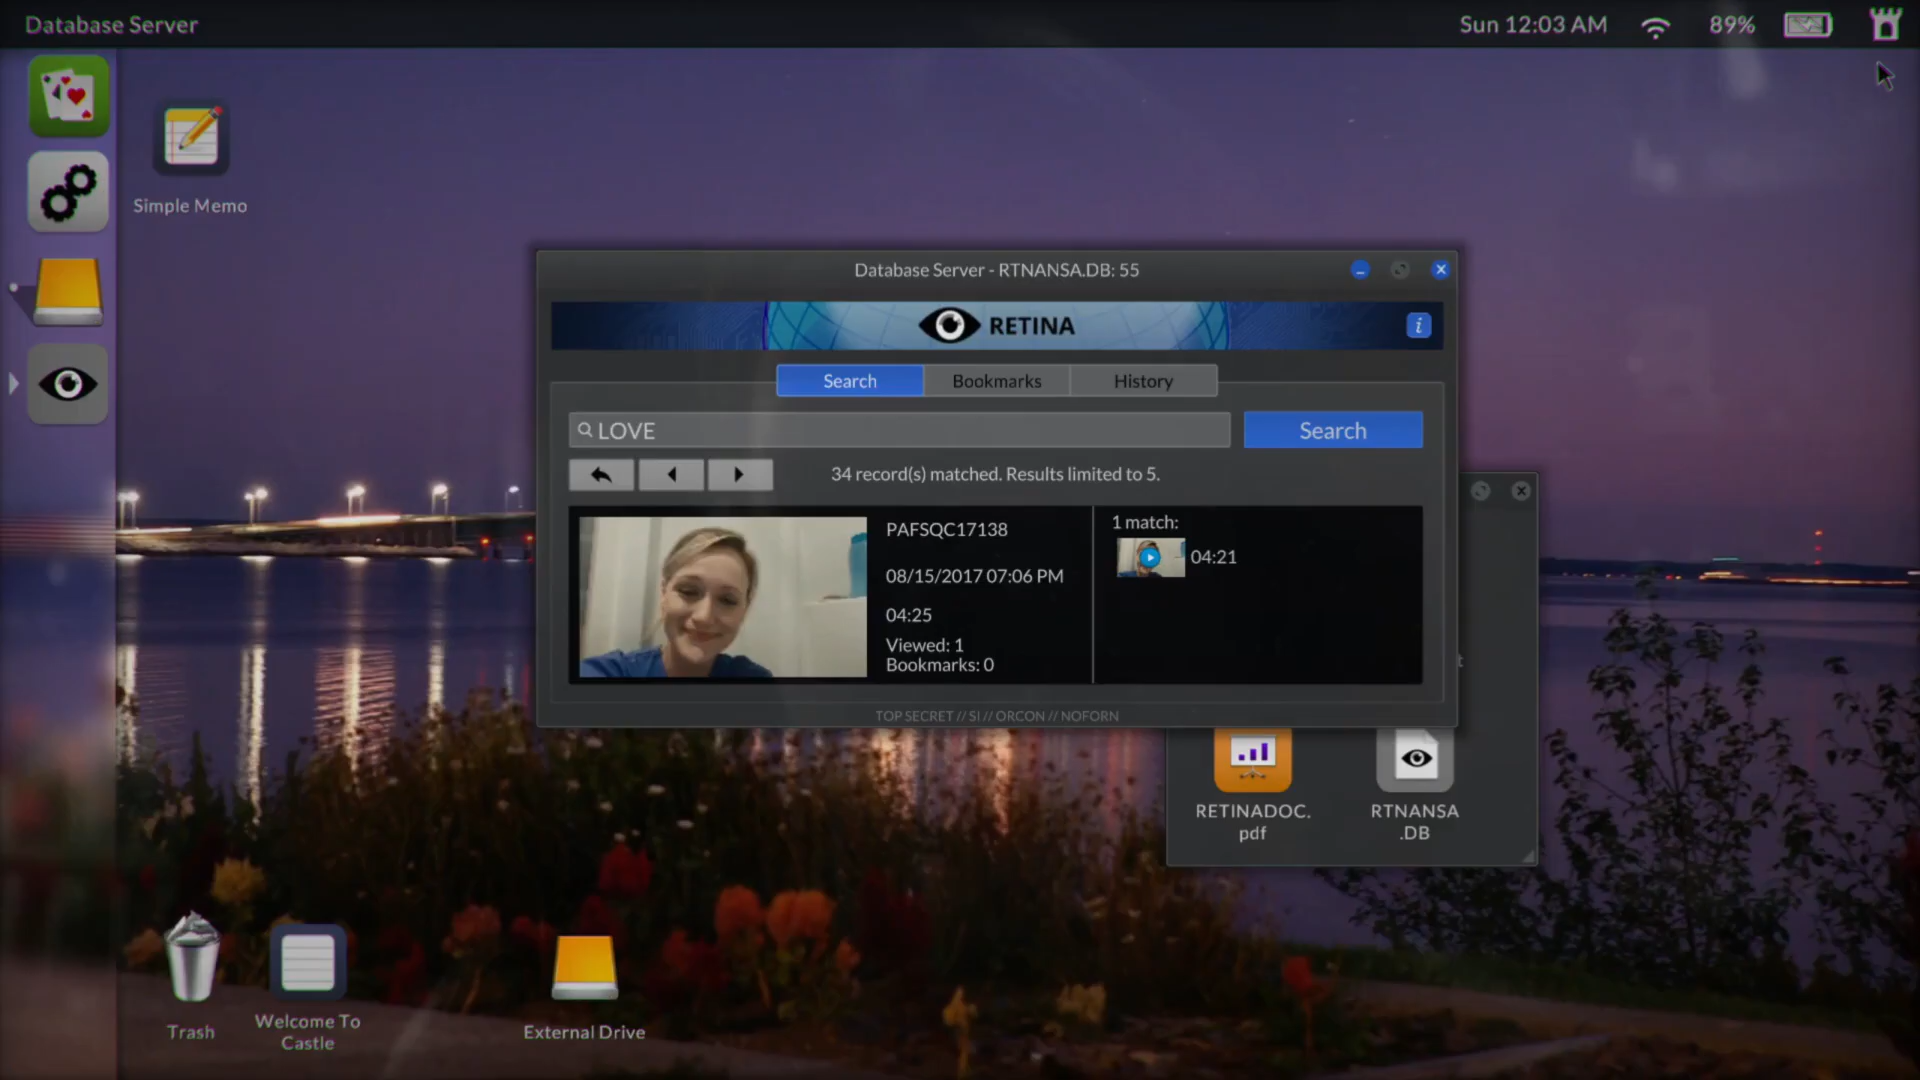 Database Server
Sun 12:03 AM
89%
Simple Memo
Database Server - RTNANSA.DB: 55
RETINA
i
Search
Bookmarks
History
LOVE
Search
34 record(s) matched. Results limited to 5.
PAFSQC17138
08/15/2017 07:06 PM
04:25
Viewed: 1
Bookmarks: 0
1 match:
04:21
TOP SECRET // SI // ORCON // NOFORN
t
RETINADOC.
pdf
RTNANSA
.DB
Trash
Welcome To
Castle
External Drive